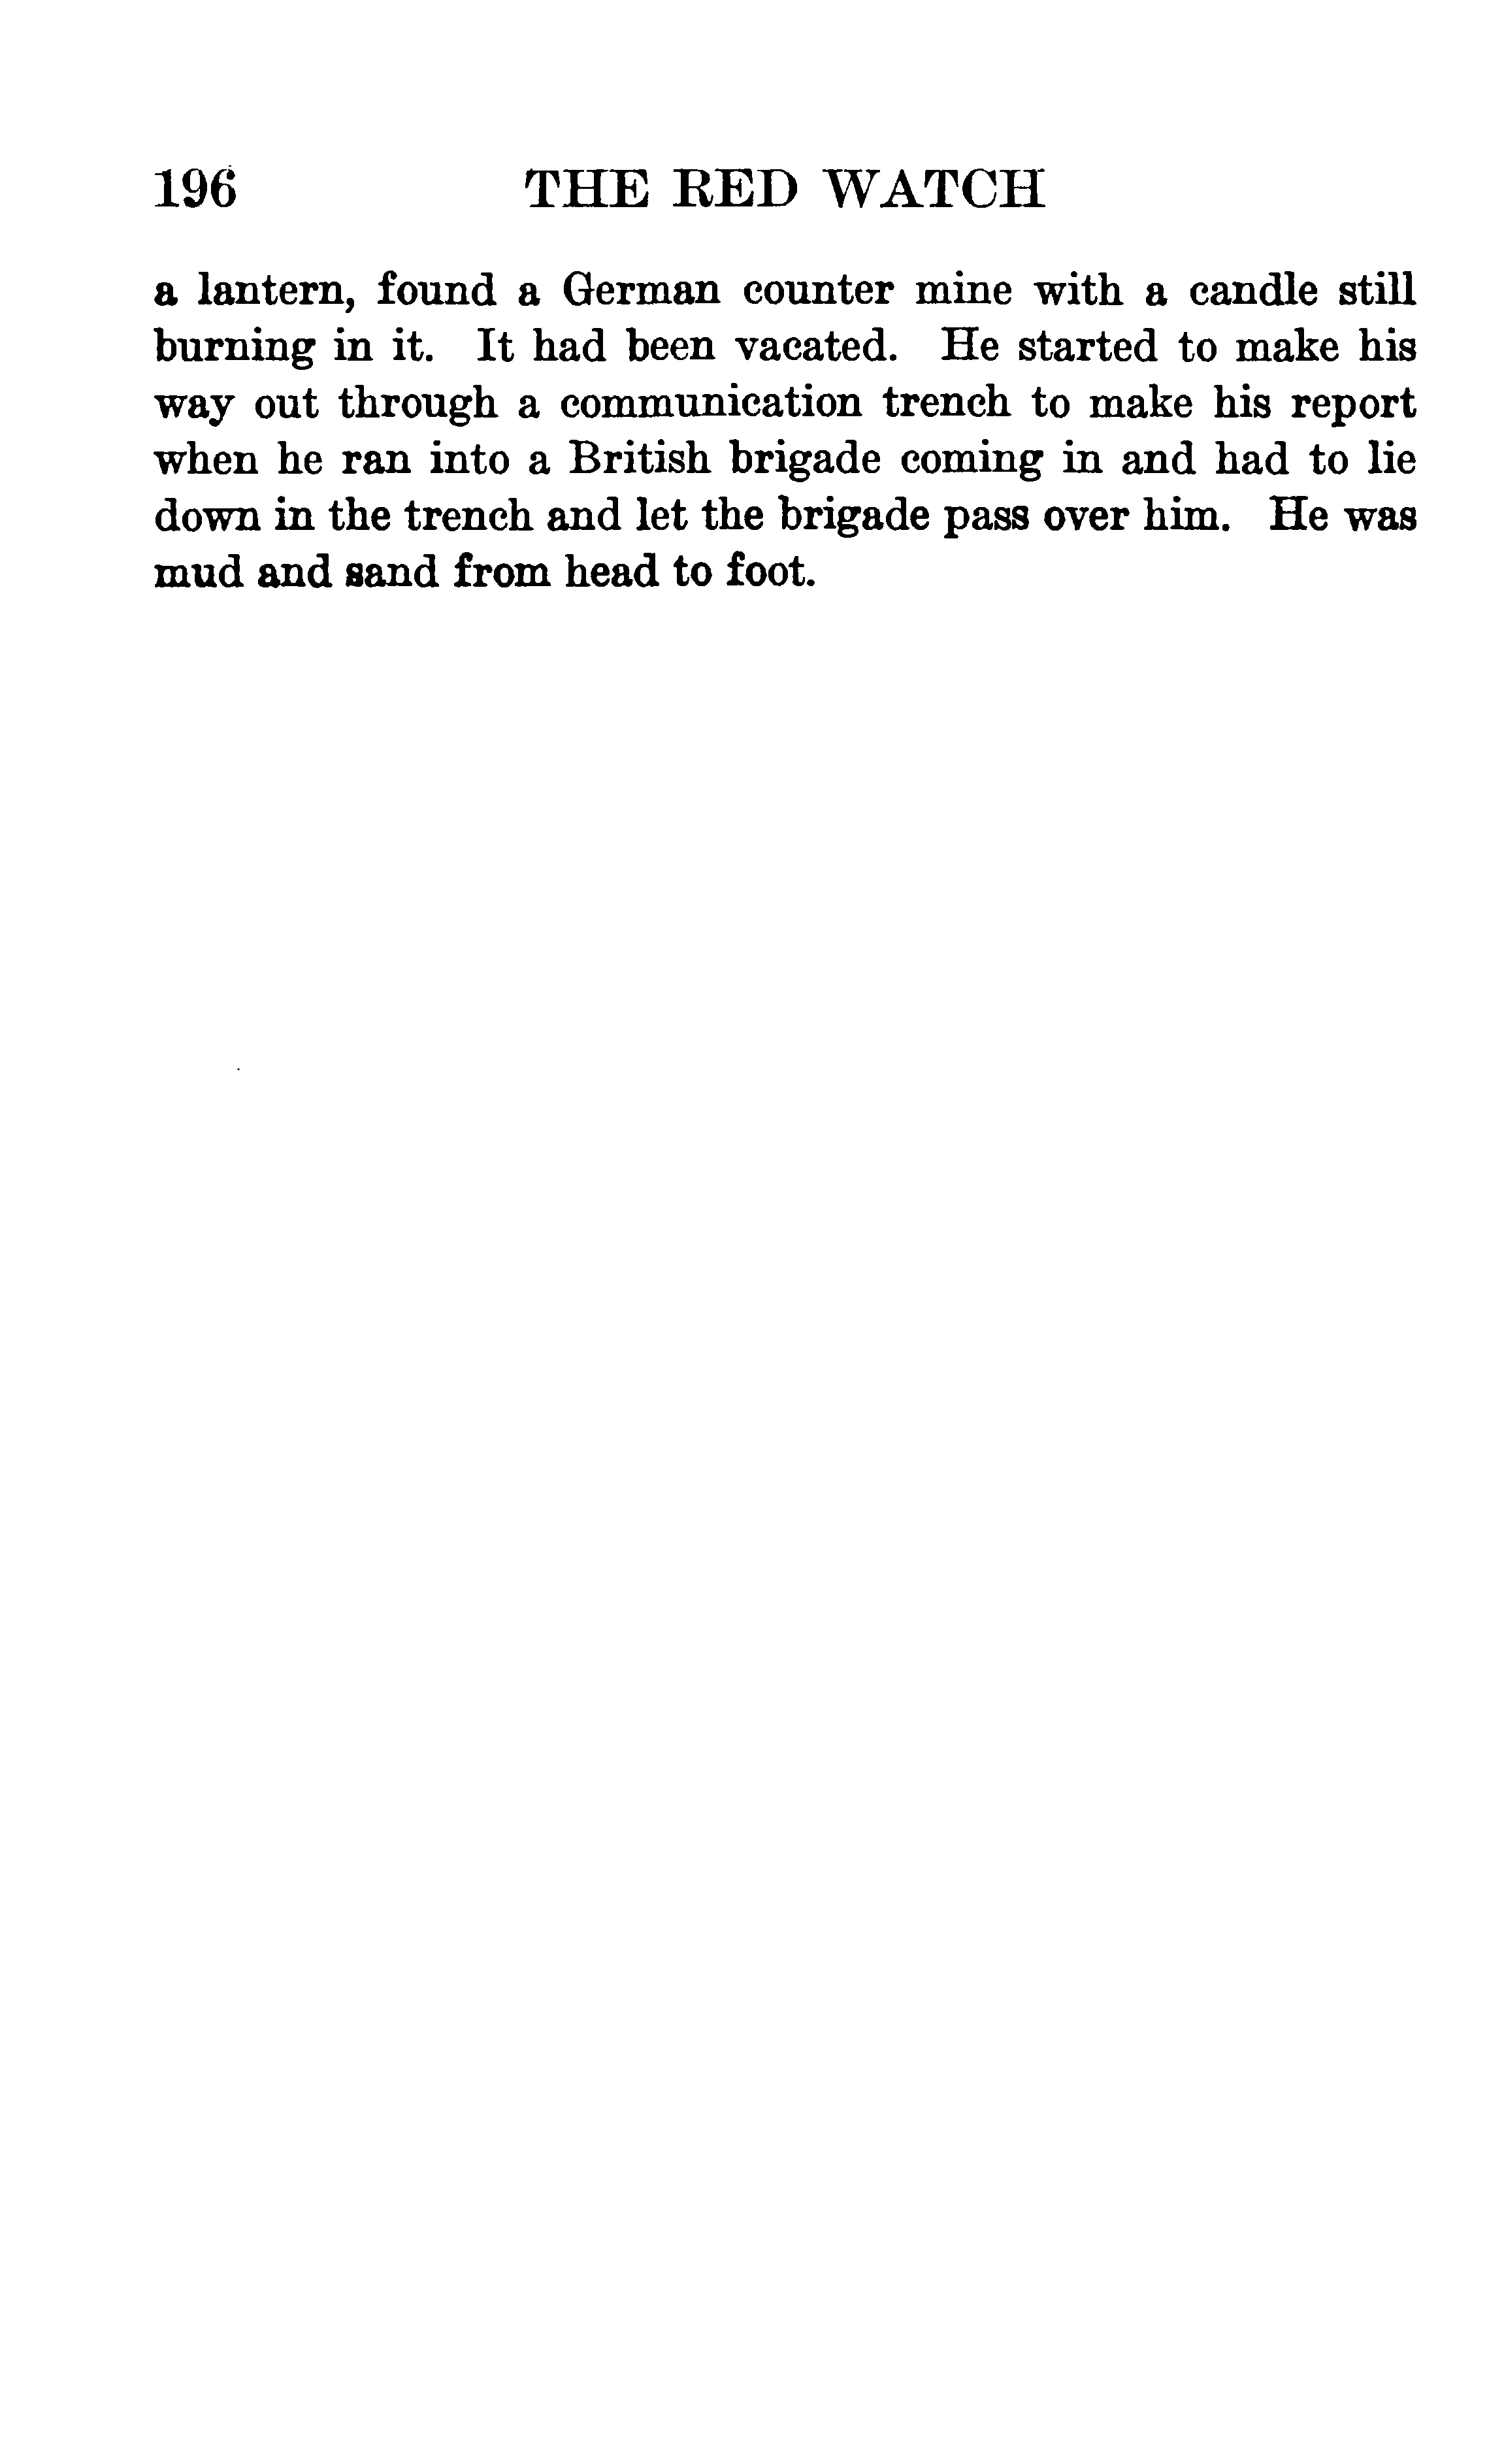 196 THE RED WATCH
a lantern, found a German counter mine with a candle still
burning in it. It had been vacated. He started to make his
way out through a communication trench to make his report
when he ran into a British brigade coming in and had to lie
down in the trench and let the brigade pass over him. He was
mud and sand from head to foot.